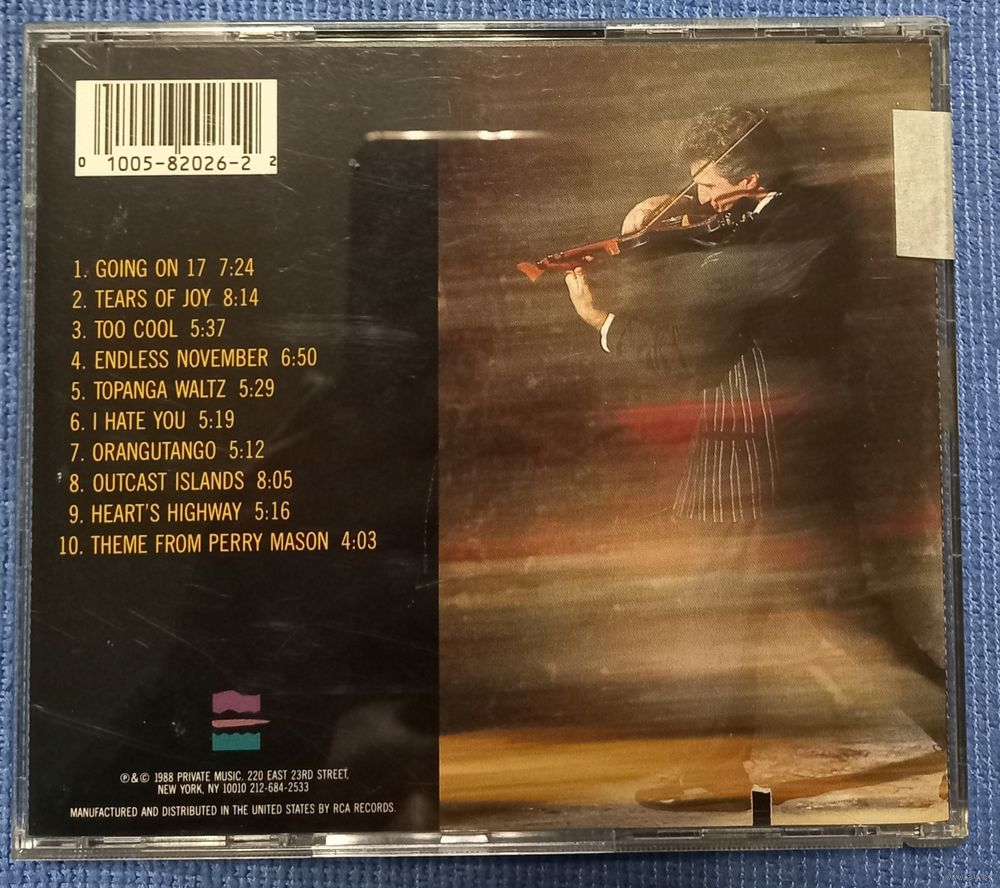 0 1005-82026-2 2
1. GOING ON 17 7:24
2. TEARS OF JOY 8:14
3. TOO COOL 5:37
4. ENDLESS NOVEMBER 6:50
5. TOPANGA WALTZ 5:29
6. I HATE YOU 5:19
7. ORANGUTANGO 5:12
8. OUTCAST ISLANDS 8:05
9. HEART'S HIGHWAY 5:16
10. THEME FROM PERRY MASON 4:03
℗ & © 1988 PRIVATE MUSIC, 220 EAST 23RD STREET,
NEW YORK, NY 10010 212-684-2533
MANUFACTURED AND DISTRIBUTED IN THE UNITED STATES BY RCA RECORDS.